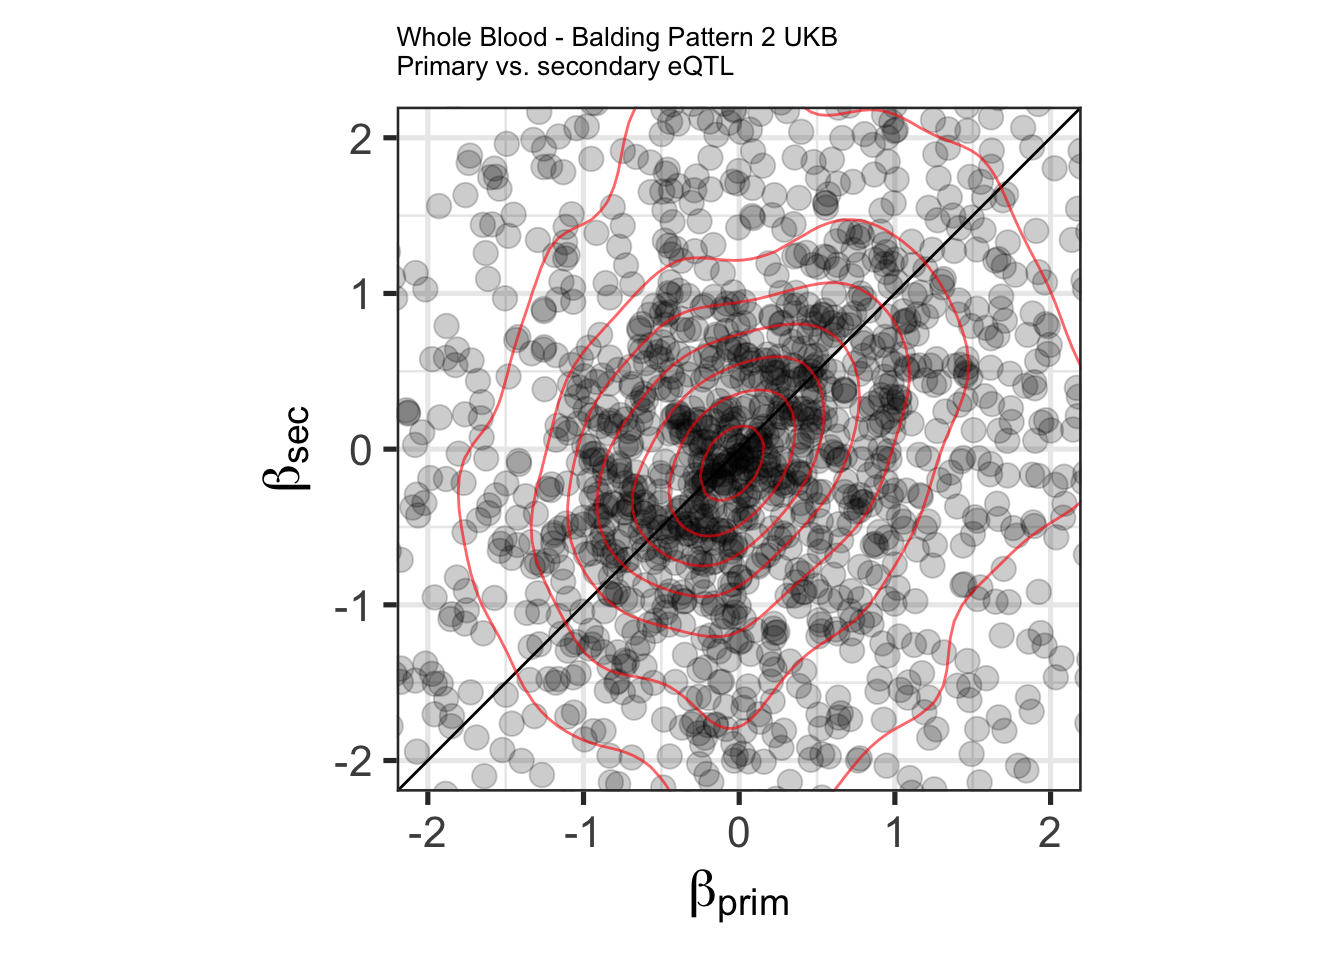 Whole Blood - Balding Pattern 2 UKB
Primary vs. secondary eQTL
2
1
0
-1
-2
βsec
-2 -1 0 1 2
βprim